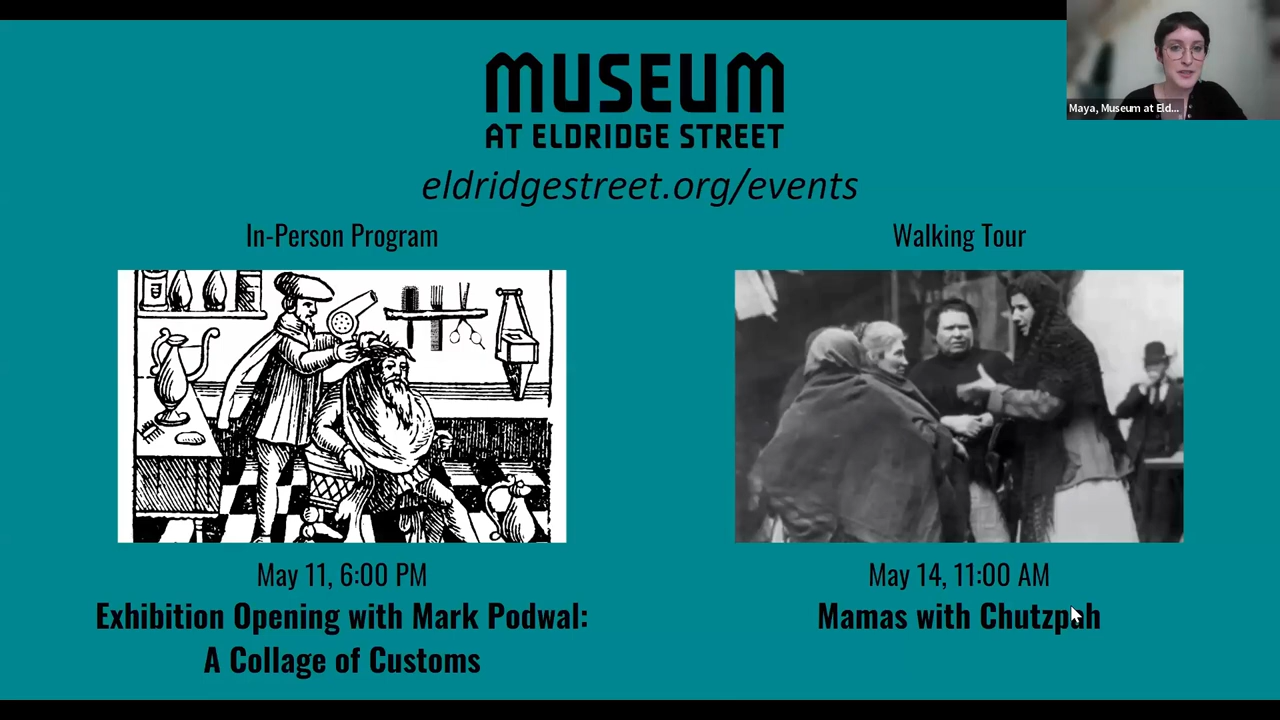 MUSEUM
AT ELDRIDGE STREET
eldridgestreet.org/events
In-Person Program
Walking Tour
May 11, 6:00 PM
Exhibition Opening with Mark Podwal:
A Collage of Customs
May 14, 11:00 AM
Mamas with Chutzpah
Maya, Museum at Eld...